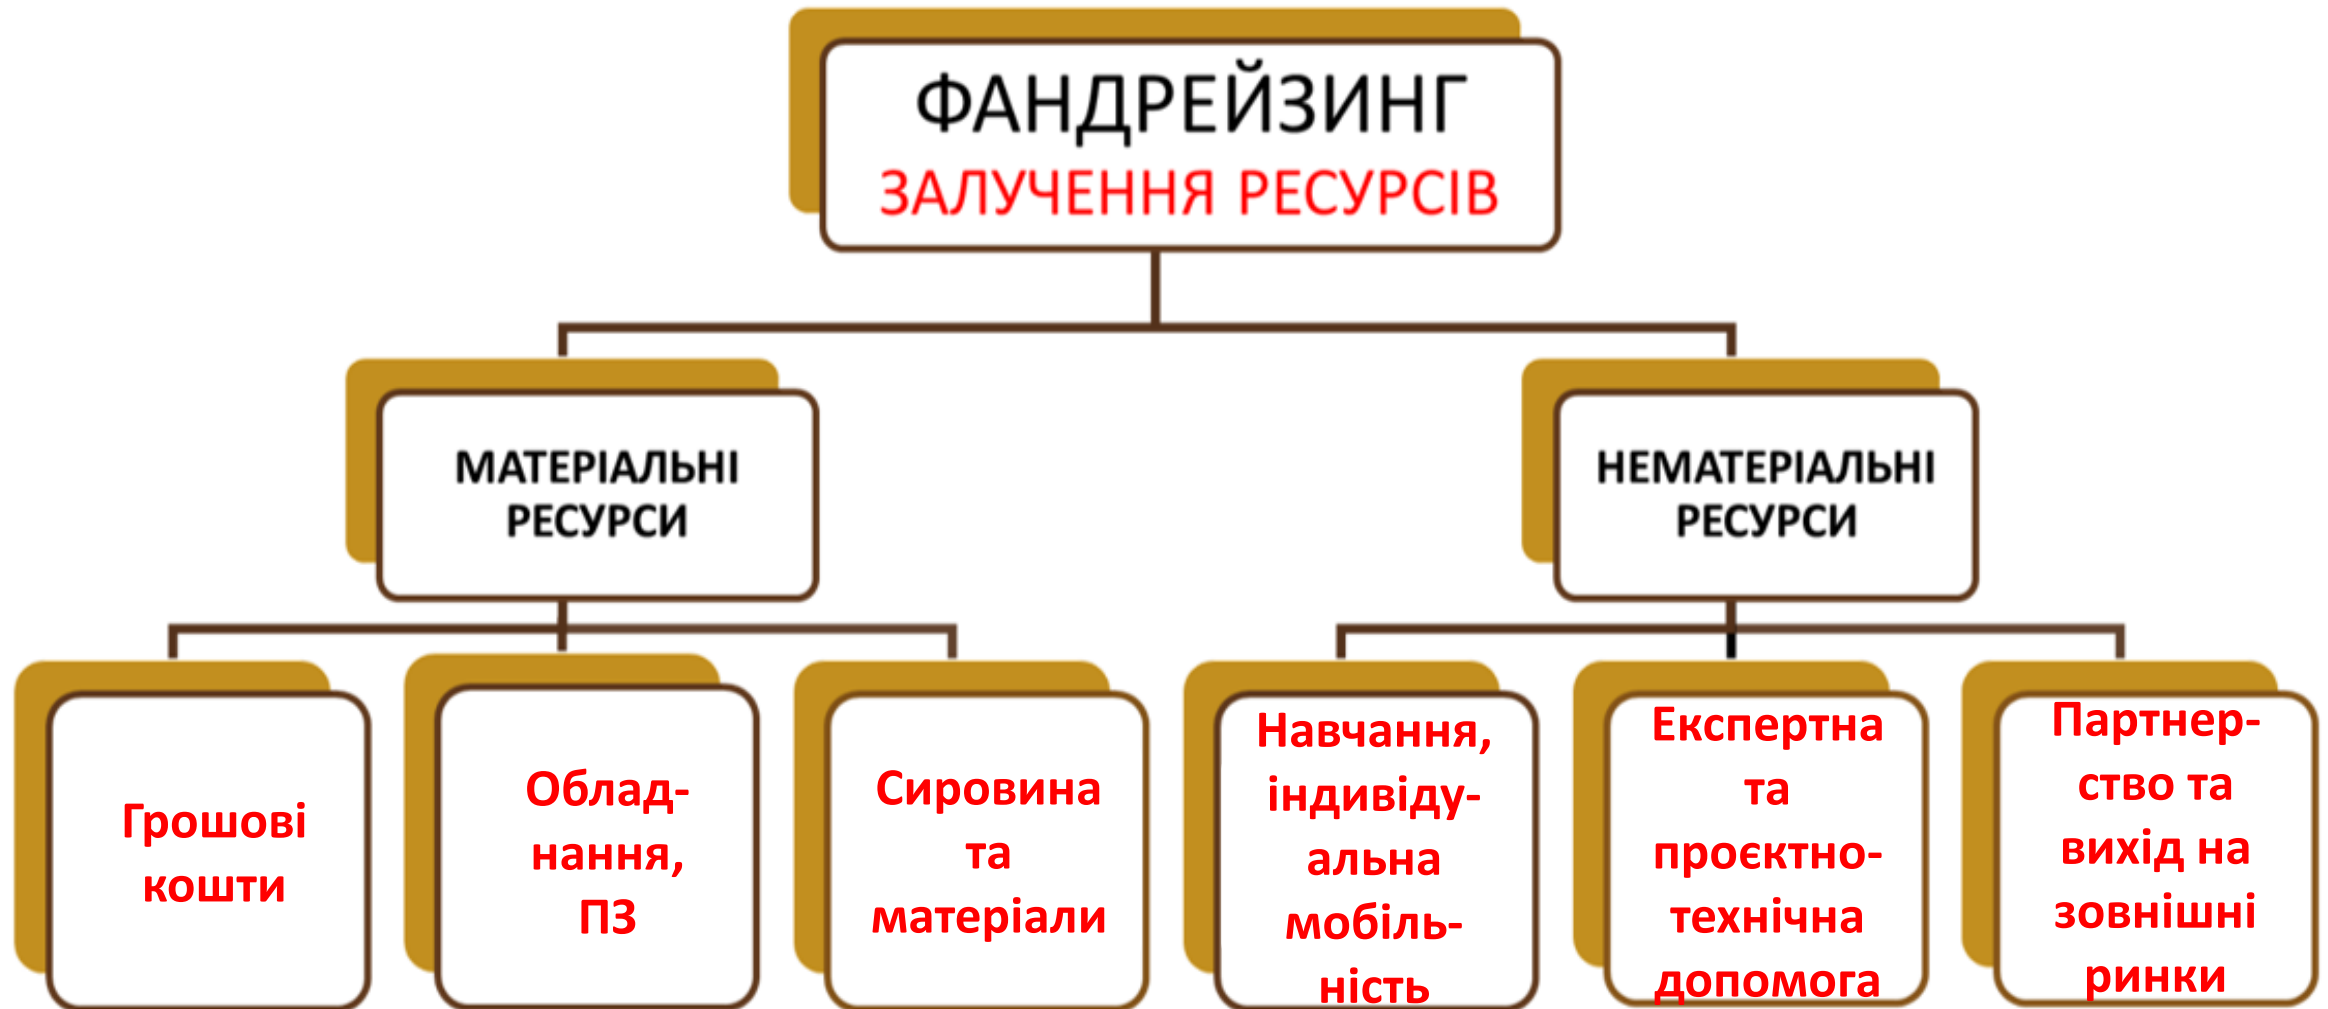 ФАНДРЕЙЗИНГ
ЗАЛУЧЕННЯ РЕСУРСІВ
МАТЕРІАЛЬНІ
РЕСУРСИ
НЕМАТЕРІАЛЬНІ
РЕСУРСИ
Грошові
кошти
Облад-
нання,
ПЗ
Сировина
та
матеріали
Навчання,
індивіду-
альна
мобіль-
ність
Експертна
та
проєктно-
технічна
допомога
Партнер-
ство та
вихід на
зовнішні
ринки